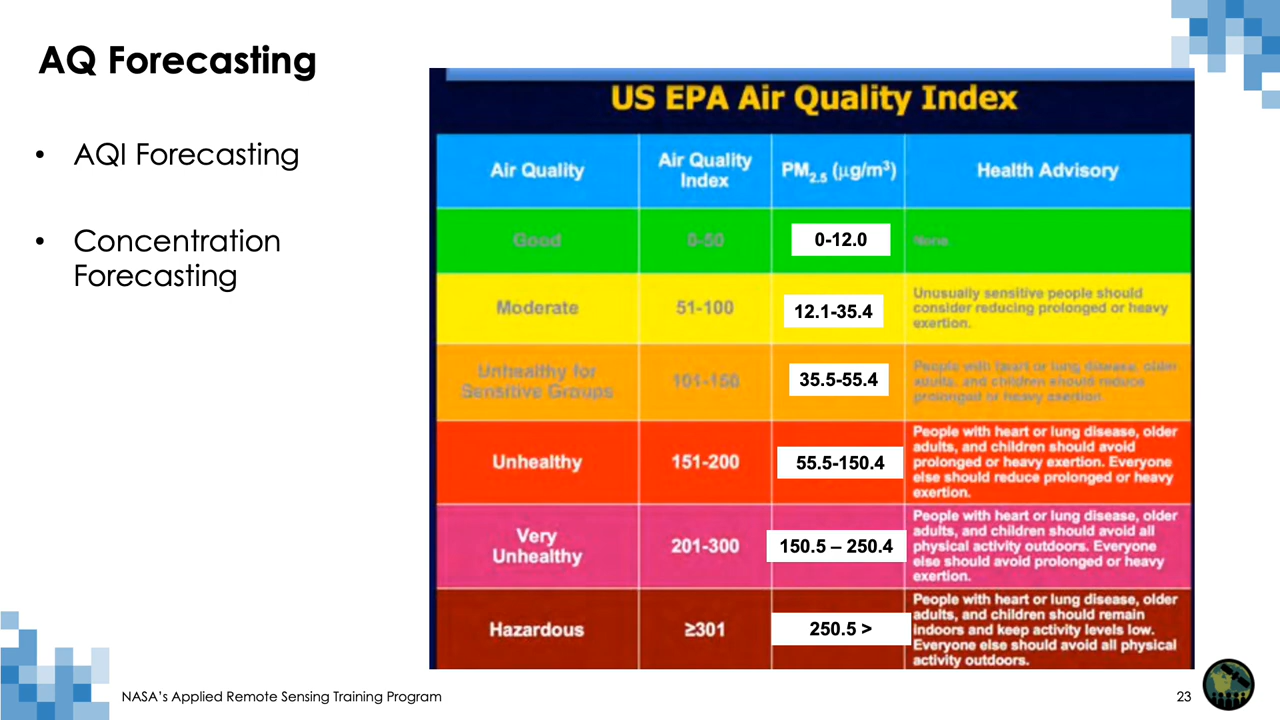 AQ Forecasting
• AQI Forecasting
• Concentration
Forecasting
US EPA Air Quality Index
Air Quality
Air Quality
Index
PM2.5 (µg/m³)
Health Advisory
Good
0-50
0-12.0
None
Moderate
51-100
12.1-35.4
Unusually sensitive people should
consider reducing prolonged or heavy
exertion.
Unhealthy for
Sensitive Groups
101-150
35.5-55.4
People with heart or lung disease, older
adults, and children should reduce
prolonged or heavy exertion
Unhealthy
151-200
55.5-150.4
People with heart or lung disease, older
adults, and children should avoid
prolonged or heavy exertion. Everyone
else should reduce prolonged or heavy
exertion.
Very
Unhealthy
201-300
150.5 – 250.4
People with heart or lung disease, older
adults, and children should avoid all
physical activity outdoors. Everyone
else should avoid prolonged or heavy
exertion.
Hazardous
≥301
250.5 >
People with heart or lung disease, older
adults, and children should remain
indoors and keep activity levels low.
Everyone else should avoid all physical
activity outdoors.
NASA's Applied Remote Sensing Training Program
23